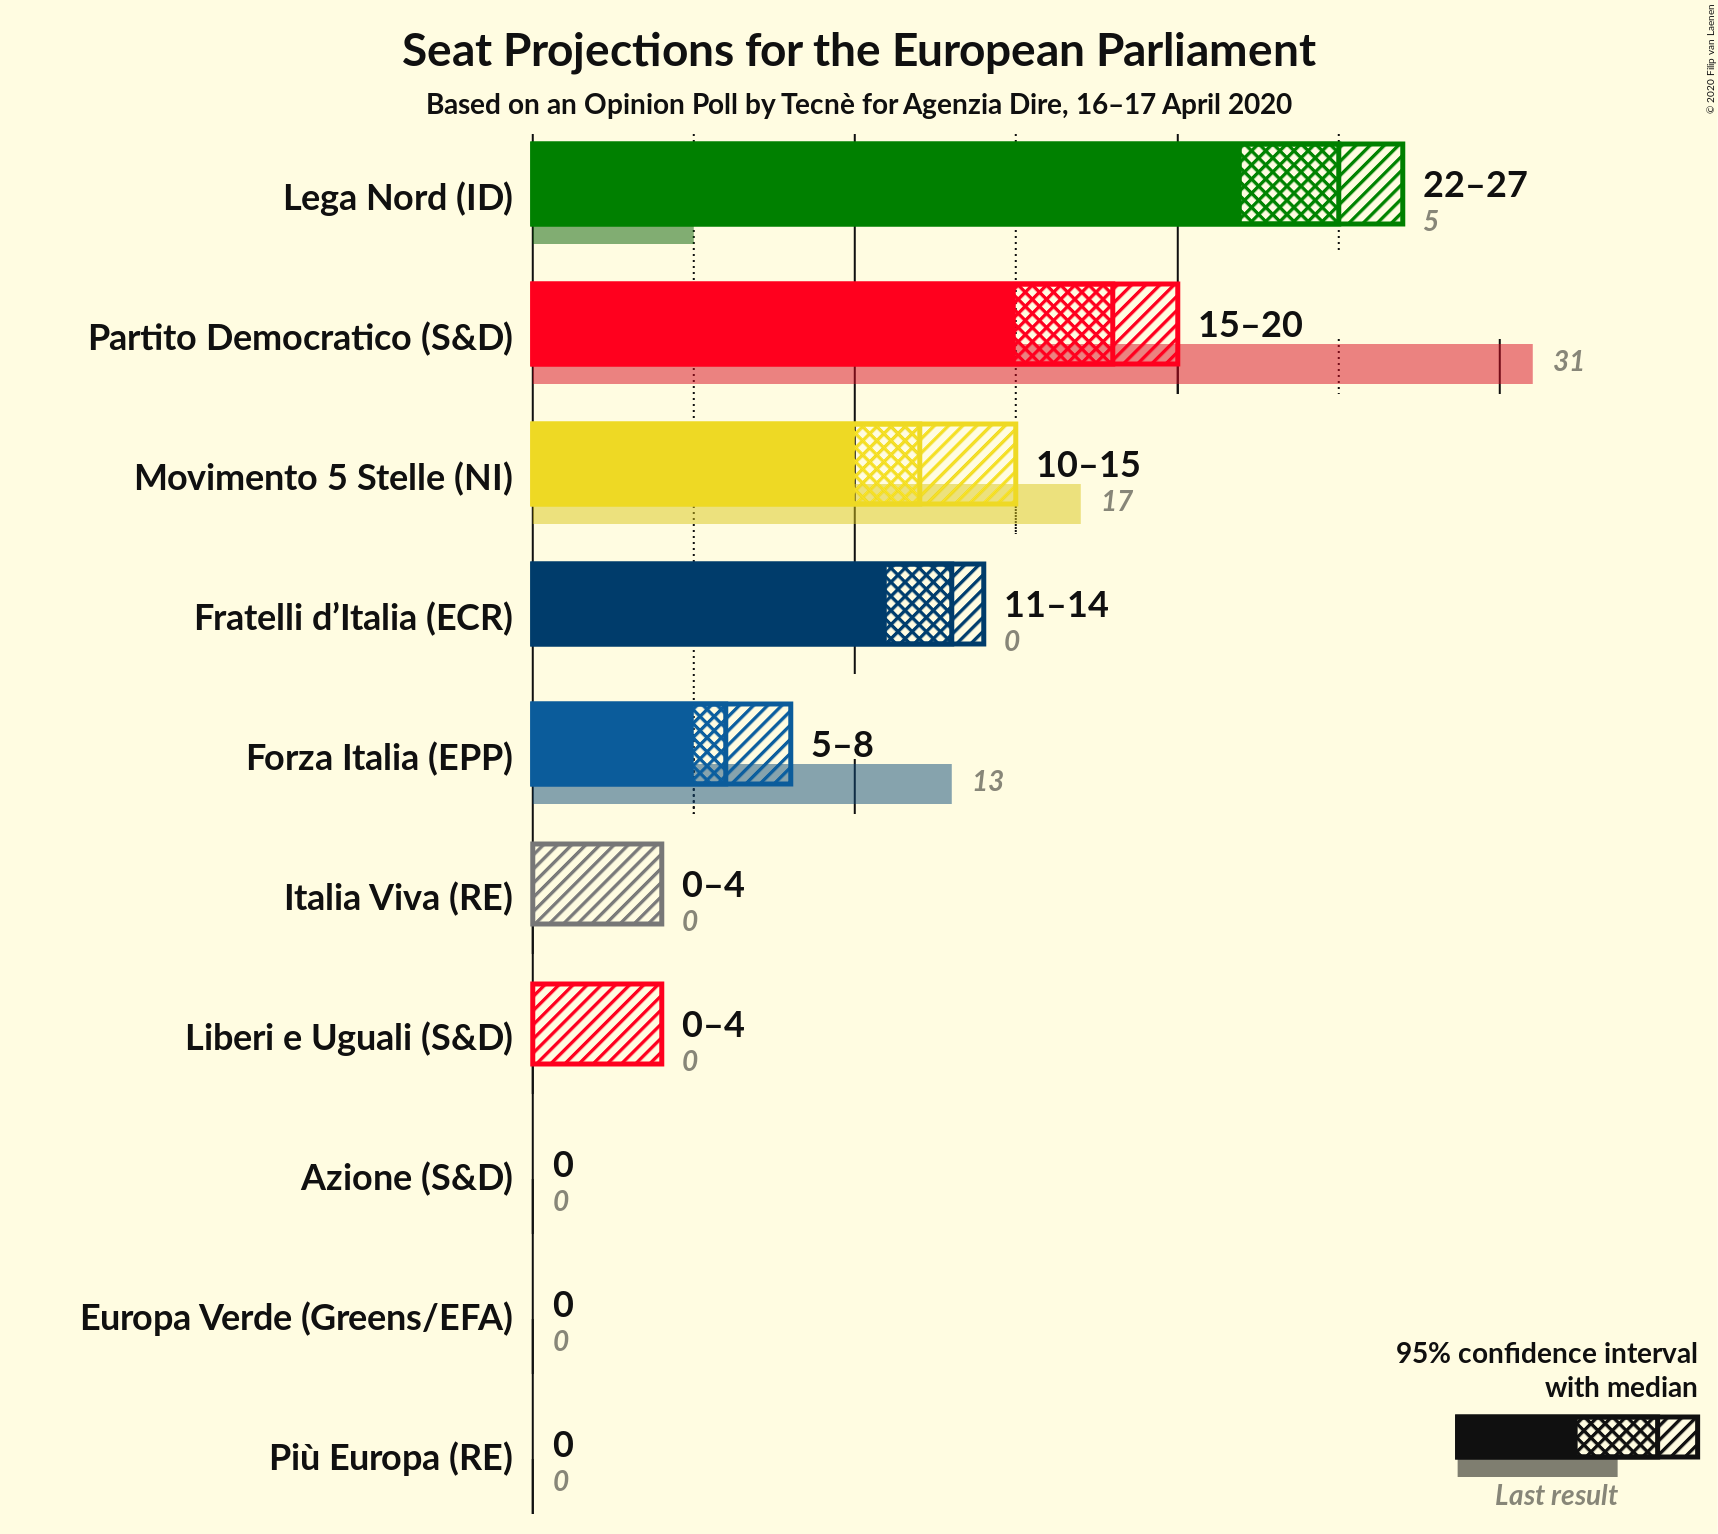 Seat Projections for the European Parliament
Based on an Opinion Poll by Tecnè for Agenzia Dire, 16–17 April 2020
© 2020 Filip van Laenen
Lega Nord (ID)
22–27
5
Partito Democratico (S&D)
15–20
31
Movimento 5 Stelle (NI)
10–15
17
Fratelli d’Italia (ECR)
11–14
0
Forza Italia (EPP)
5–8
13
Italia Viva (RE)
0–4
0
Liberi e Uguali (S&D)
0–4
0
Azione (S&D)
0
0
Europa Verde (Greens/EFA)
0
0
Più Europa (RE)
0
0
95% confidence interval
with median
Last result